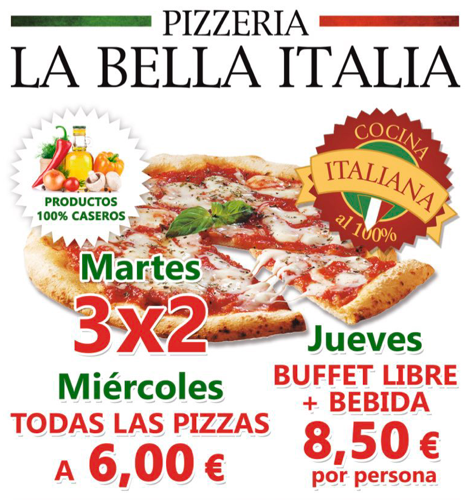 PIZZERIA
LA BELLA ITALIA
PRODUCTOS
100% CASEROS
COCINA
ITALIANA
al 100%
Martes
3x2
Miércoles
TODAS LAS PIZZAS
A 6,00 €
Jueves
BUFFET LIBRE
+ BEBIDA
8,50 €
por persona